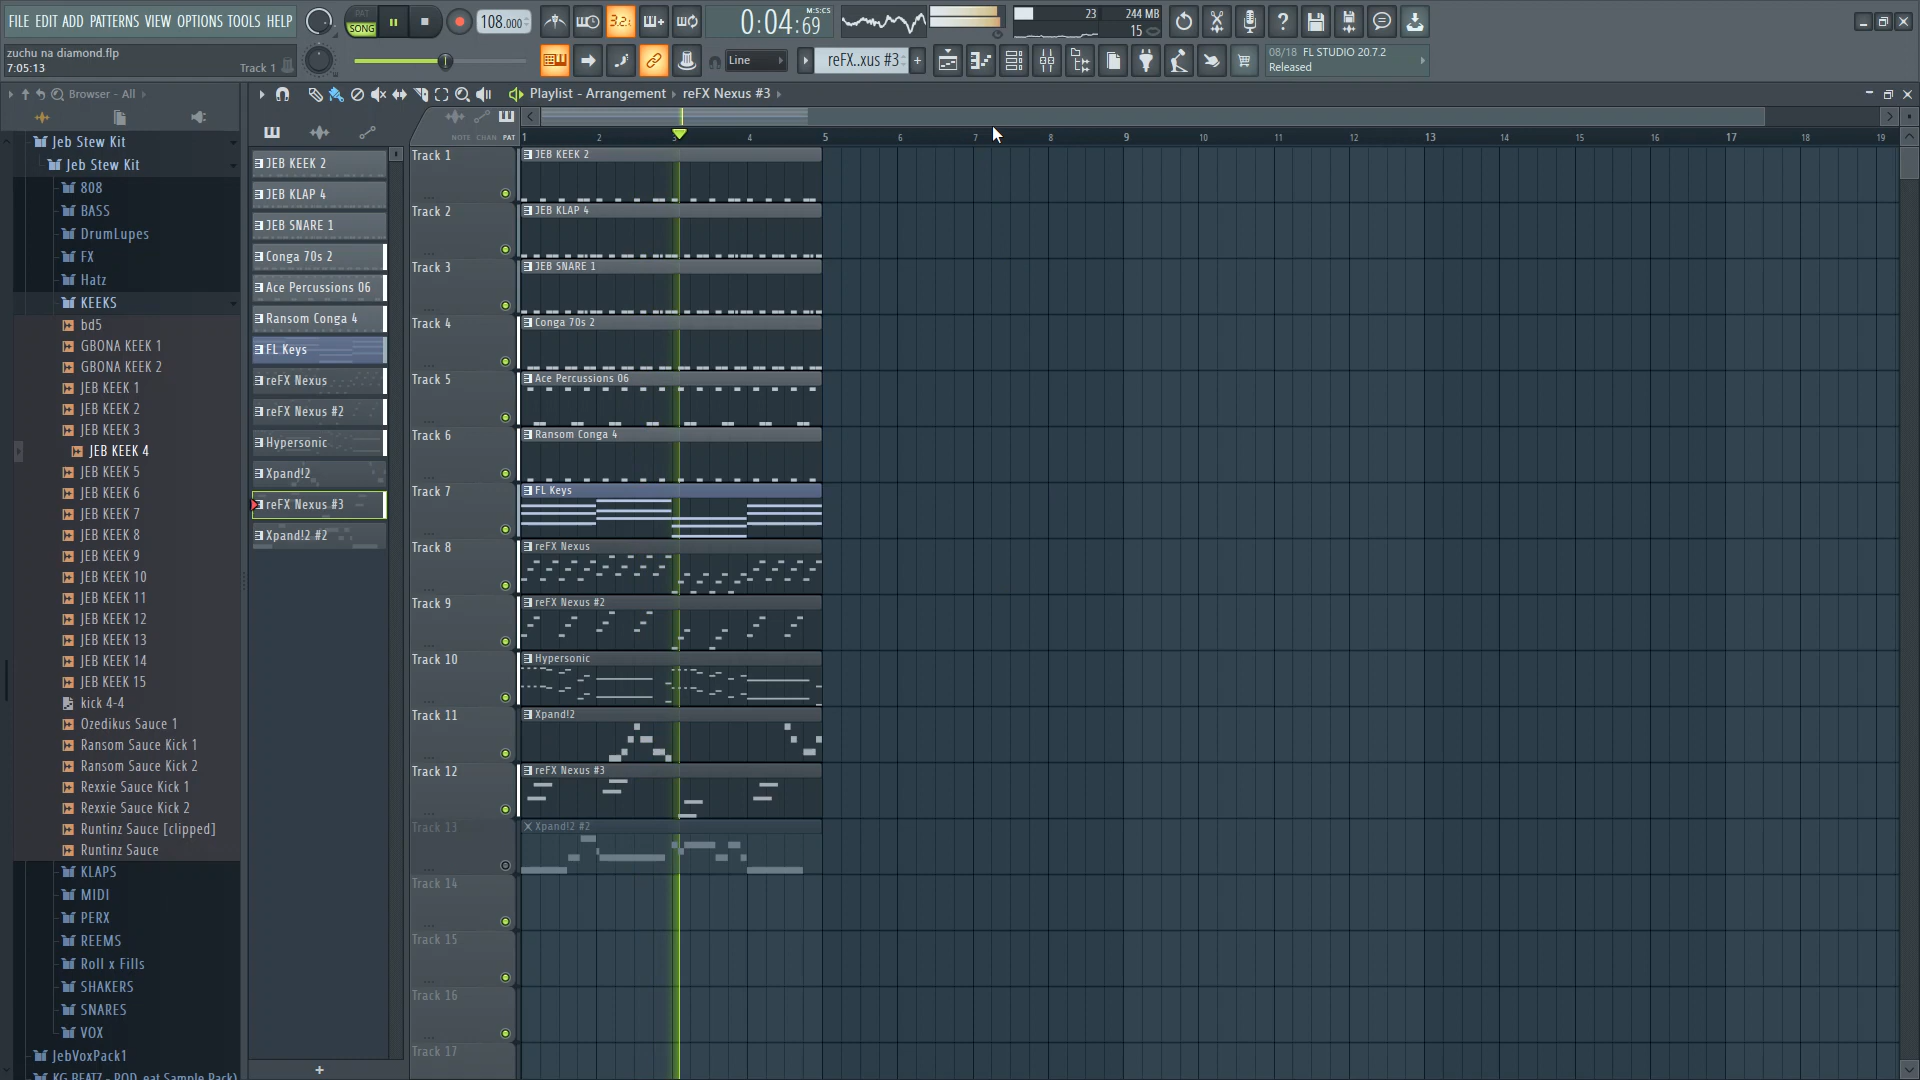 FILE EDIT ADD PATTERNS VIEW OPTIONS TOOLS HELP
PAT
SONG
108.000
3.2.
0:04:69
M:S:CS
23
244 MB
15
zuchu na diamond.flp
7:05:13
Track 1
Line
reFX..xus #3
+
08/18 FL STUDIO 20.7.2
Released
Browser - All
Playlist - Arrangement
reFX Nexus #3
NOTE CHAN PAT
1 2 3 4 5 6 7 8 9 10 11 12 13 14 15 16 17 18 19
Jeb Stew Kit
Jeb Stew Kit
808
BASS
DrumLupes
FX
Hatz
KEEKS
bd5
GBONA KEEK 1
GBONA KEEK 2
JEB KEEK 1
JEB KEEK 2
JEB KEEK 3
JEB KEEK 4
JEB KEEK 5
JEB KEEK 6
JEB KEEK 7
JEB KEEK 8
JEB KEEK 9
JEB KEEK 10
JEB KEEK 11
JEB KEEK 12
JEB KEEK 13
JEB KEEK 14
JEB KEEK 15
kick 4-4
Ozedikus Sauce 1
Ransom Sauce Kick 1
Ransom Sauce Kick 2
Rexxie Sauce Kick 1
Rexxie Sauce Kick 2
Runtinz Sauce [clipped]
Runtinz Sauce
KLAPS
MIDI
PERX
REEMS
Roll x Fills
SHAKERS
SNARES
VOX
JebVoxPack1
KG BEATZ - POD eat Sample Pack)
JEB KEEK 2
JEB KLAP 4
JEB SNARE 1
Conga 70s 2
Ace Percussions 06
Ransom Conga 4
FL Keys
reFX Nexus
reFX Nexus #2
Hypersonic
Xpand!2
reFX Nexus #3
Xpand!2 #2
+
Track 1
JEB KEEK 2
Track 2
JEB KLAP 4
Track 3
JEB SNARE 1
Track 4
Conga 70s 2
Track 5
Ace Percussions 06
Track 6
Ransom Conga 4
Track 7
FL Keys
Track 8
reFX Nexus
Track 9
reFX Nexus #2
Track 10
Hypersonic
Track 11
Xpand!2
Track 12
reFX Nexus #3
Track 13
Xpand!2 #2
Track 14
Track 15
Track 16
Track 17